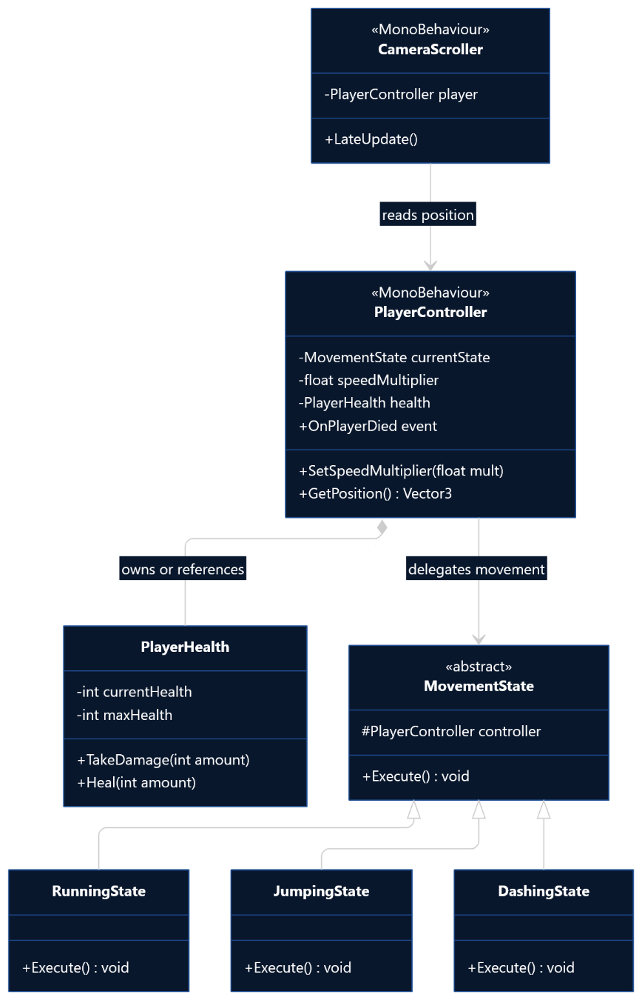 «MonoBehaviour»
CameraScroller
-PlayerController player
+LateUpdate()
reads position
«MonoBehaviour»
PlayerController
-MovementState currentState
-float speedMultiplier
-PlayerHealth health
+OnPlayerDied event
+SetSpeedMultiplier(float mult)
+GetPosition() : Vector3
owns or references
delegates movement
PlayerHealth
-int currentHealth
-int maxHealth
+TakeDamage(int amount)
+Heal(int amount)
«abstract»
MovementState
#PlayerController controller
+Execute() : void
RunningState
+Execute() : void
JumpingState
+Execute() : void
DashingState
+Execute() : void